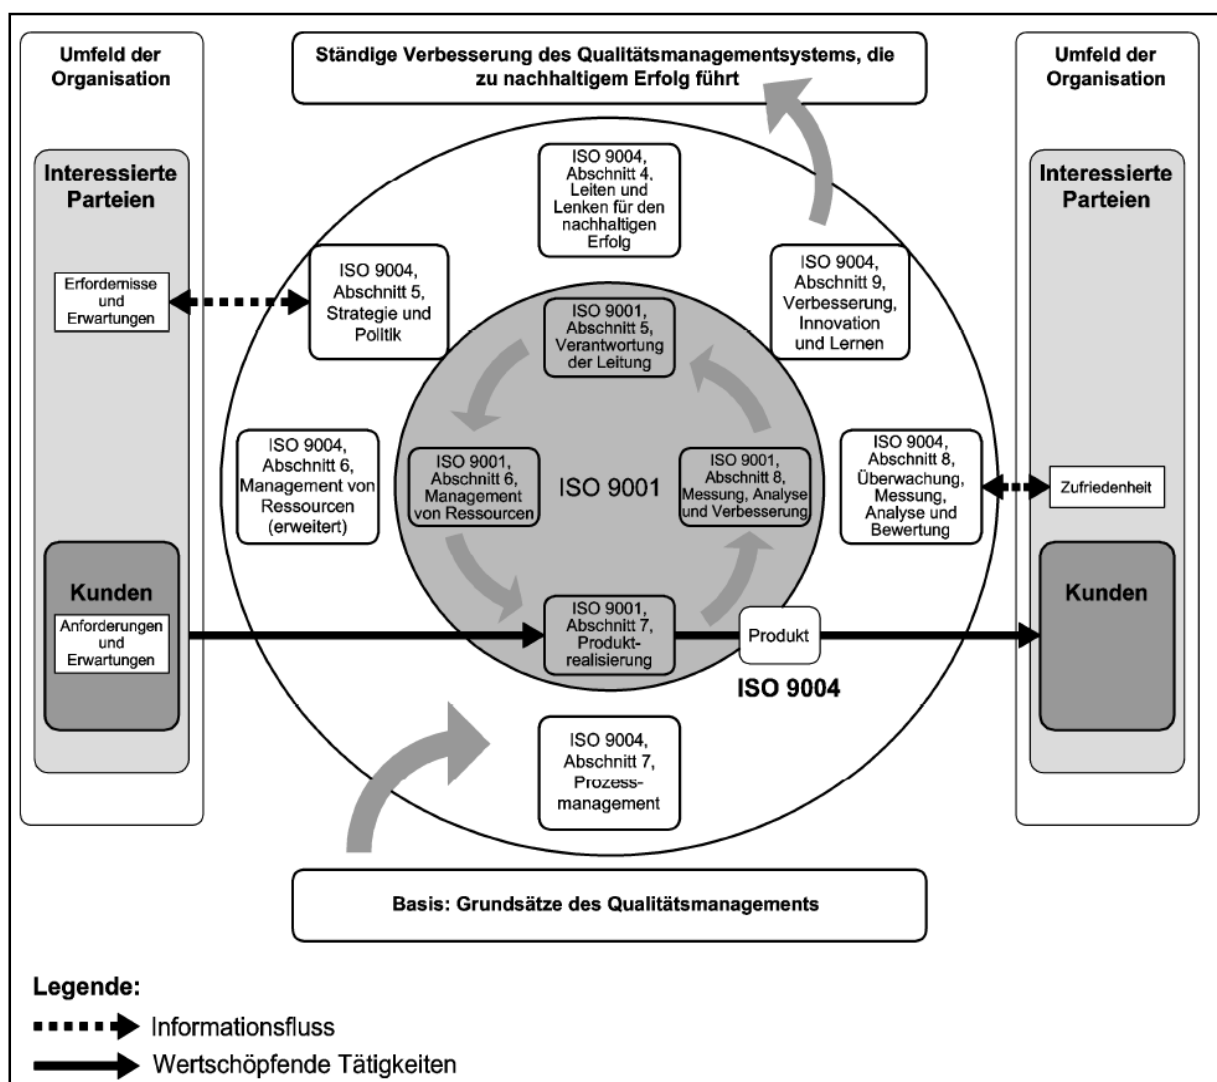 Umfeld der
Organisation
Ständige Verbesserung des Qualitätsmanagementsystems, die
zu nachhaltigem Erfolg führt
Umfeld der
Organisation
Interessierte
Parteien
Erfordernisse
und
Erwartungen
Kunden
Anforderungen
und
Erwartungen
ISO 9004,
Abschnitt 4,
Leiten und
Lenken für den
nachhaltigen
Erfolg
ISO 9004,
Abschnitt 5,
Strategie und
Politik
ISO 9004,
Abschnitt 9,
Verbesserung,
Innovation
und Lernen
ISO 9001,
Abschnitt 5,
Verantwortung
der Leitung
ISO 9004,
Abschnitt 6,
Management von
Ressourcen
(erweitert)
ISO 9001,
Abschnitt 6,
Management
von Ressourcen
ISO 9001
ISO 9001,
Abschnitt 8,
Messung, Analyse
und Verbesserung
ISO 9004,
Abschnitt 8,
Überwachung,
Messung,
Analyse und
Bewertung
ISO 9001,
Abschnitt 7,
Produkt-
realisierung
Produkt
ISO 9004
ISO 9004,
Abschnitt 7,
Prozess-
management
Interessierte
Parteien
Zufriedenheit
Kunden
Basis: Grundsätze des Qualitätsmanagements
Legende:
Informationsfluss
Wertschöpfende Tätigkeiten